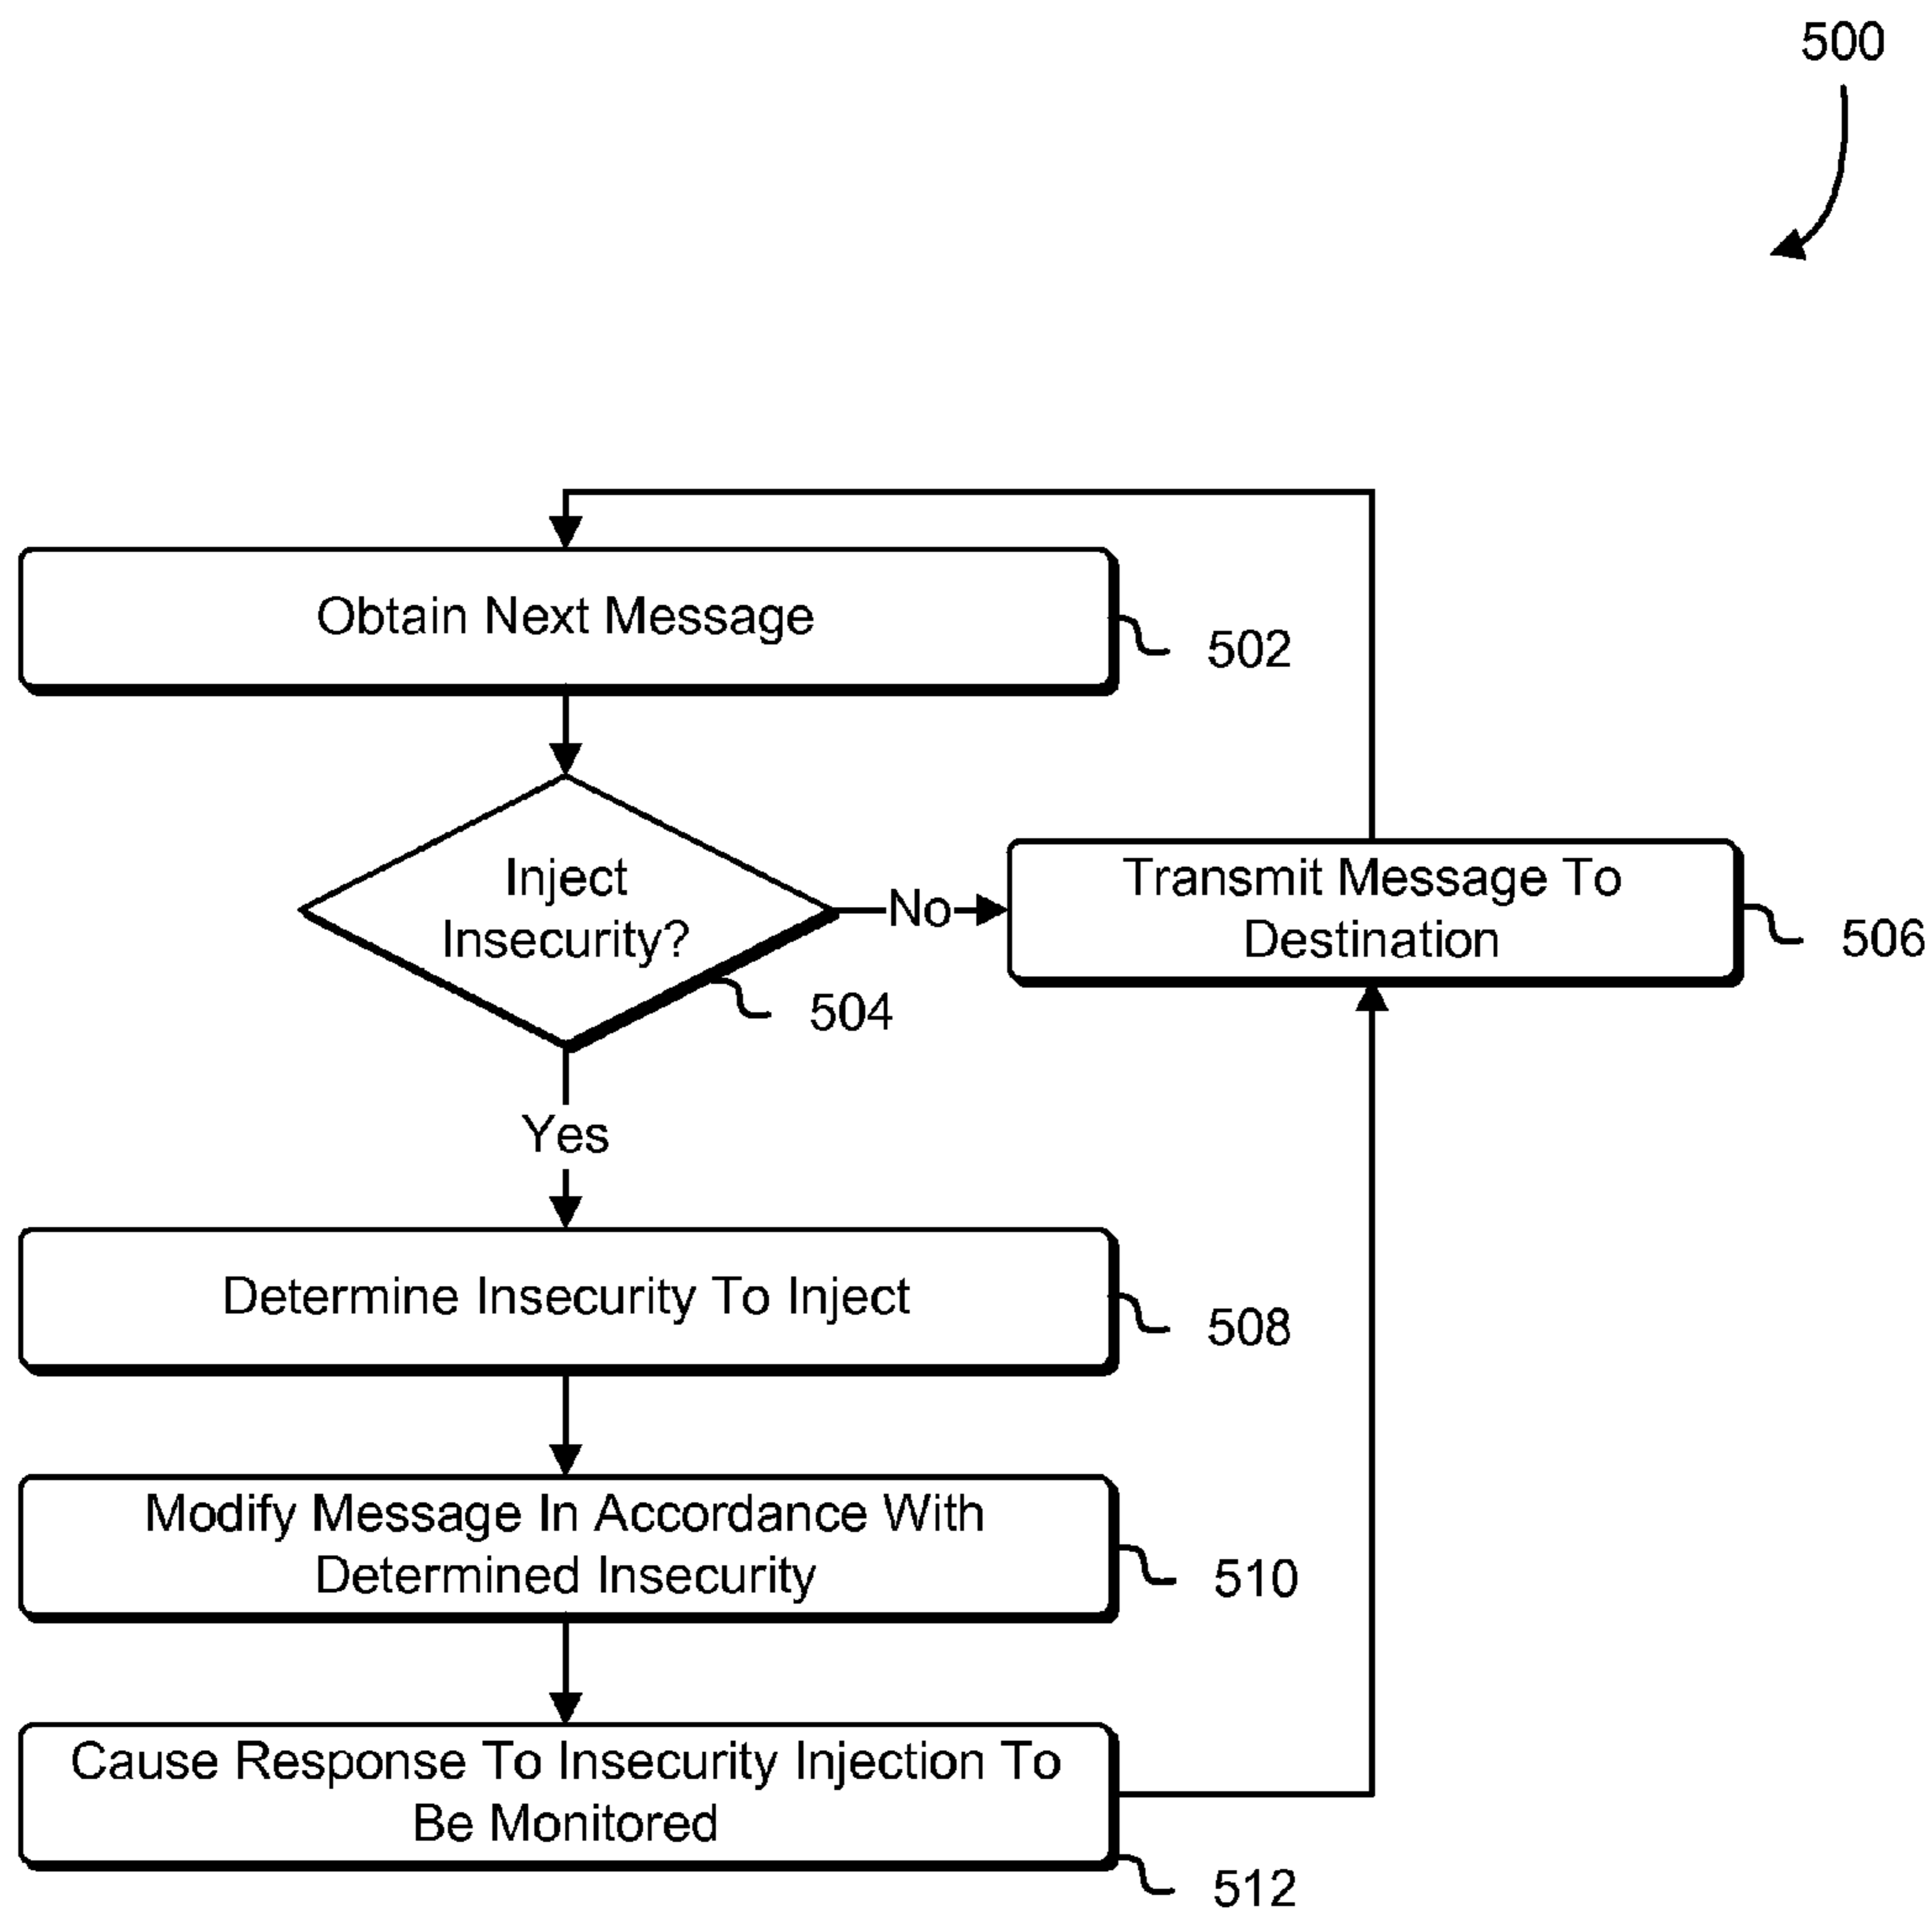 500
Obtain Next Message
502
Inject
Insecurity?
504
No
Transmit Message To
Destination
506
Yes
Determine Insecurity To Inject
508
Modify Message In Accordance With
Determined Insecurity
510
Cause Response To Insecurity Injection To
Be Monitored
512